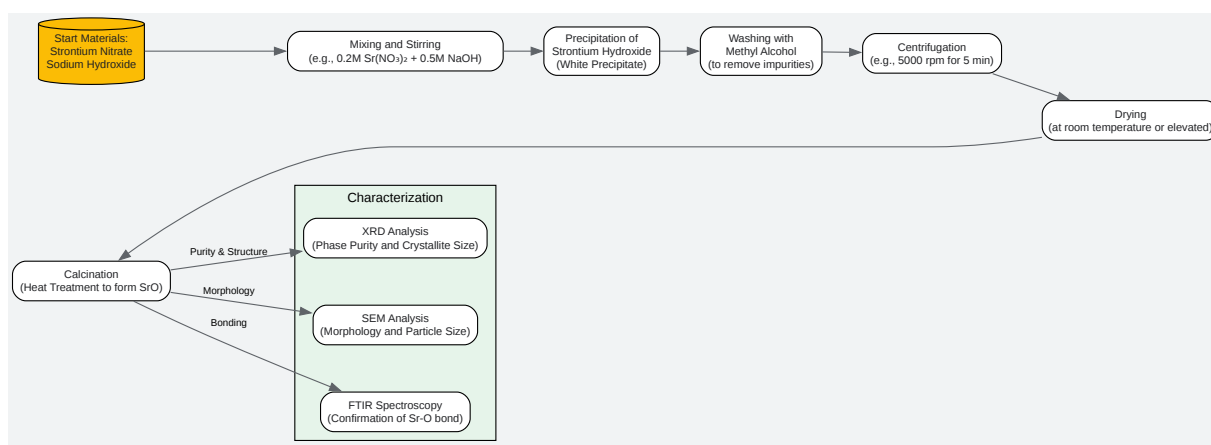 Start Materials:
Strontium Nitrate
Sodium Hydroxide
Mixing and Stirring
(e.g., 0.2M Sr(NO₃)₂ + 0.5M NaOH)
Precipitation of
Strontium Hydroxide
(White Precipitate)
Washing with
Methyl Alcohol
(to remove impurities)
Centrifugation
(e.g., 5000 rpm for 5 min)
Drying
(at room temperature or elevated)
Calcination
(Heat Treatment to form SrO)
Purity & Structure
Morphology
Bonding
Characterization
XRD Analysis
(Phase Purity and Crystallite Size)
SEM Analysis
(Morphology and Particle Size)
FTIR Spectroscopy
(Confirmation of Sr-O bond)